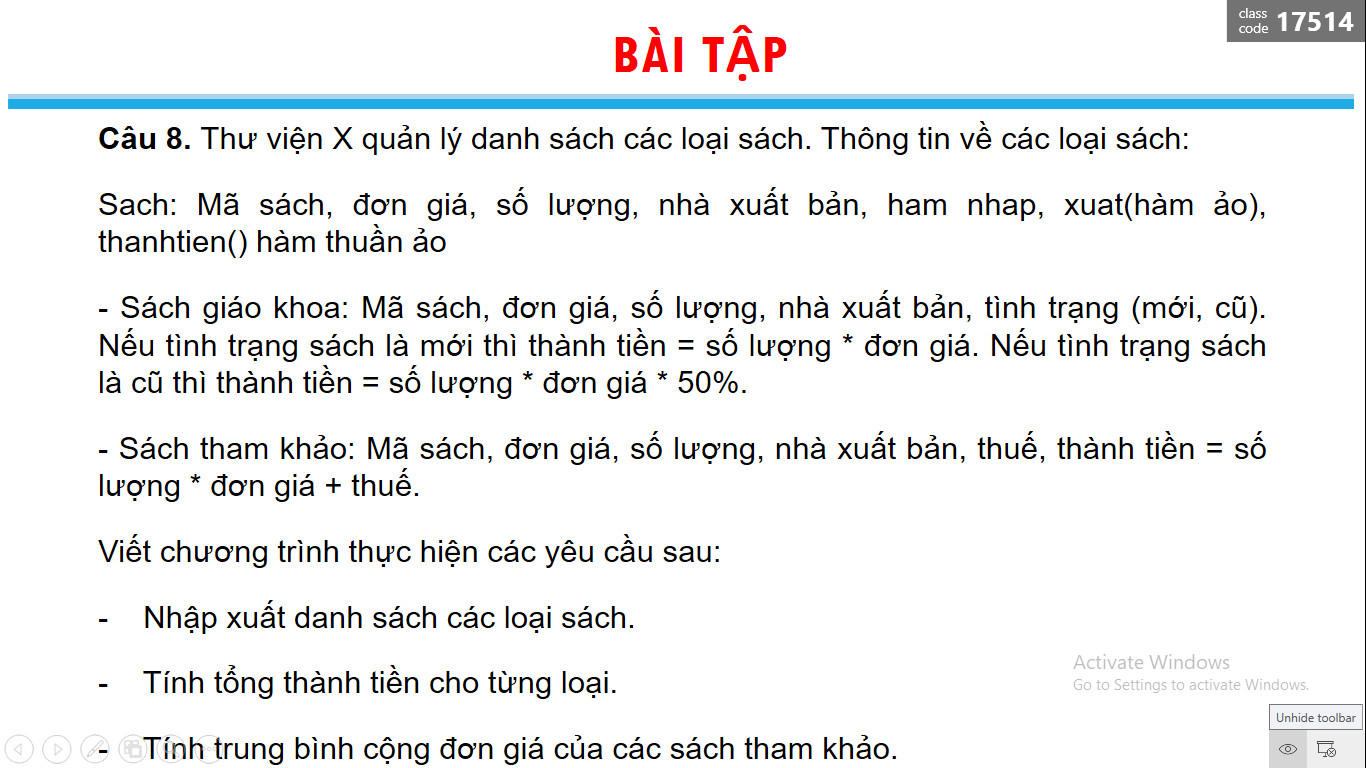 class
code 17514
BÀI TẬP
Câu 8. Thư viện X quản lý danh sách các loại sách. Thông tin về các loại sách:
Sach: Mã sách, đơn giá, số lượng, nhà xuất bản, ham nhap, xuat(hàm ảo),
thanhtien() hàm thuần ảo
- Sách giáo khoa: Mã sách, đơn giá, số lượng, nhà xuất bản, tình trạng (mới, cũ).
Nếu tình trạng sách là mới thì thành tiền = số lượng * đơn giá. Nếu tình trạng sách
là cũ thì thành tiền = số lượng * đơn giá * 50%.
- Sách tham khảo: Mã sách, đơn giá, số lượng, nhà xuất bản, thuế, thành tiền = số
lượng * đơn giá + thuế.
Viết chương trình thực hiện các yêu cầu sau:
- Nhập xuất danh sách các loại sách.
- Tính tổng thành tiền cho từng loại.
- Tính trung bình cộng đơn giá của các sách tham khảo.
Activate Windows
Go to Settings to activate Windows.
Unhide toolbar